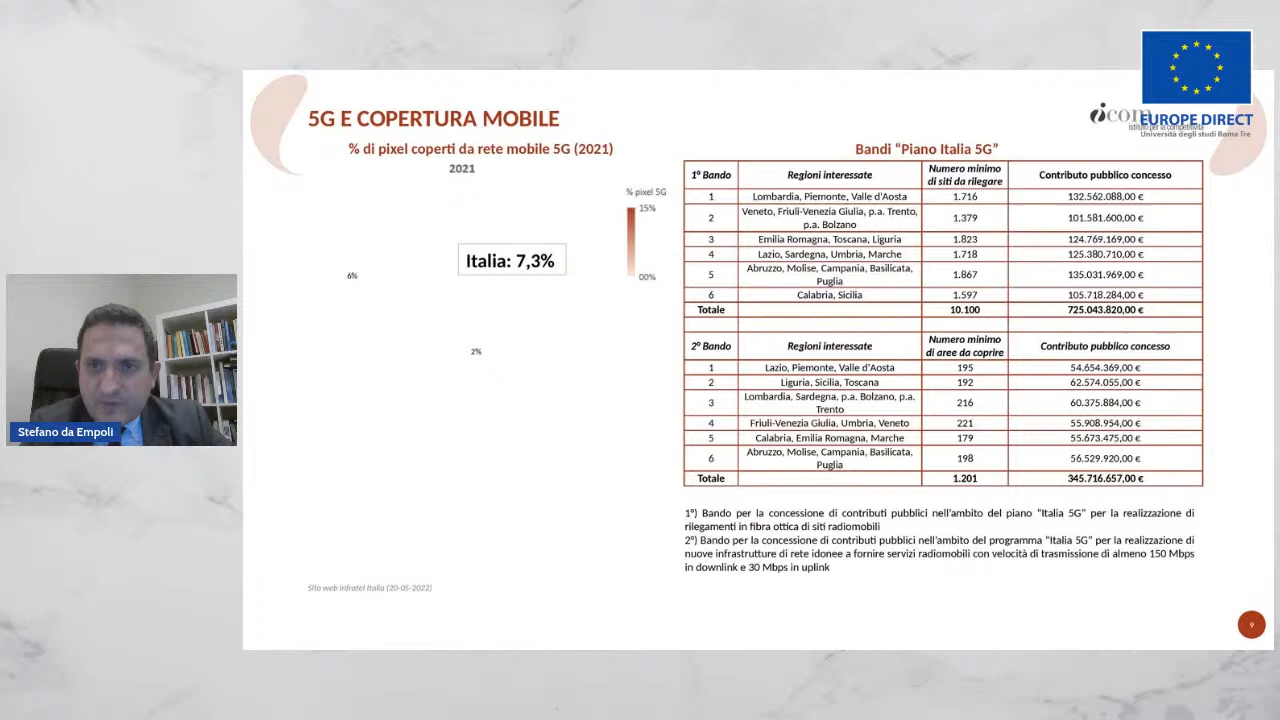 5G E COPERTURA MOBILE
% di pixel coperti da rete mobile 5G (2021)
2021
% pixel 5G
15%
00%
Italia: 7,3%
6%
2%
Sito web Infratel Italia (20-05-2022)
icom
istituto per la competitività
EUROPE DIRECT
Università degli studi Roma Tre
Bandi “Piano Italia 5G”
1° Bando Regioni interessate Numero minimo di siti da rilegare Contributo pubblico concesso
1 Lombardia, Piemonte, Valle d'Aosta 1.716 132.562.088,00 €
2 Veneto, Friuli-Venezia Giulia, p.a. Trento, p.a. Bolzano 1.379 101.581.600,00 €
3 Emilia Romagna, Toscana, Liguria 1.823 124.769.169,00 €
4 Lazio, Sardegna, Umbria, Marche 1.718 125.380.710,00 €
5 Abruzzo, Molise, Campania, Basilicata, Puglia 1.867 135.031.969,00 €
6 Calabria, Sicilia 1.597 105.718.284,00 €
Totale 10.100 725.043.820,00 €
2° Bando Regioni interessate Numero minimo di aree da coprire Contributo pubblico concesso
1 Lazio, Piemonte, Valle d'Aosta 195 54.654.369,00 €
2 Liguria, Sicilia, Toscana 192 62.574.055,00 €
3 Lombardia, Sardegna, p.a. Bolzano, p.a. Trento 216 60.375.884,00 €
4 Friuli-Venezia Giulia, Umbria, Veneto 221 55.908.954,00 €
5 Calabria, Emilia Romagna, Marche 179 55.673.475,00 €
6 Abruzzo, Molise, Campania, Basilicata, Puglia 198 56.529.920,00 €
Totale 1.201 345.716.657,00 €
1°) Bando per la concessione di contributi pubblici nell'ambito del piano “Italia 5G” per la realizzazione di
rilegamenti in fibra ottica di siti radiomobili
2°) Bando per la concessione di contributi pubblici nell'ambito del programma “Italia 5G” per la realizzazione di
nuove infrastrutture di rete idonee a fornire servizi radiomobili con velocità di trasmissione di almeno 150 Mbps
in downlink e 30 Mbps in uplink
9
Stefano da Empoli